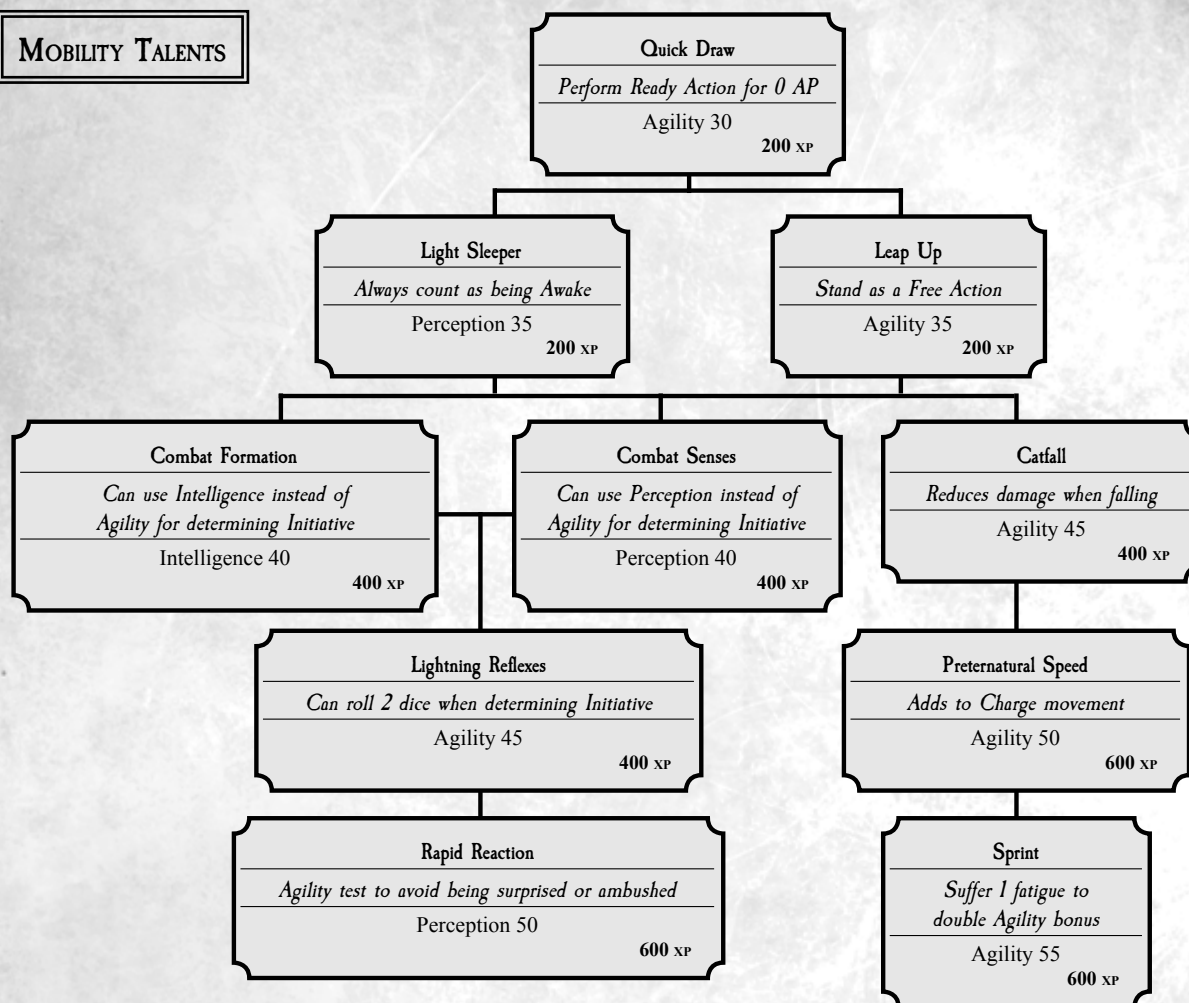 MOBILITY TALENTS
Quick Draw
Perform Ready Action for 0 AP
Agility 30
200 XP
Light Sleeper
Always count as being Awake
Perception 35
200 XP
Leap Up
Stand as a Free Action
Agility 35
200 XP
Combat Formation
Can use Intelligence instead of
Agility for determining Initiative
Intelligence 40
400 XP
Combat Senses
Can use Perception instead of
Agility for determining Initiative
Perception 40
400 XP
Catfall
Reduces damage when falling
Agility 45
400 XP
Lightning Reflexes
Can roll 2 dice when determining Initiative
Agility 45
400 XP
Preternatural Speed
Adds to Charge movement
Agility 50
600 XP
Rapid Reaction
Agility test to avoid being surprised or ambushed
Perception 50
600 XP
Sprint
Suffer 1 fatigue to
double Agility bonus
Agility 55
600 XP